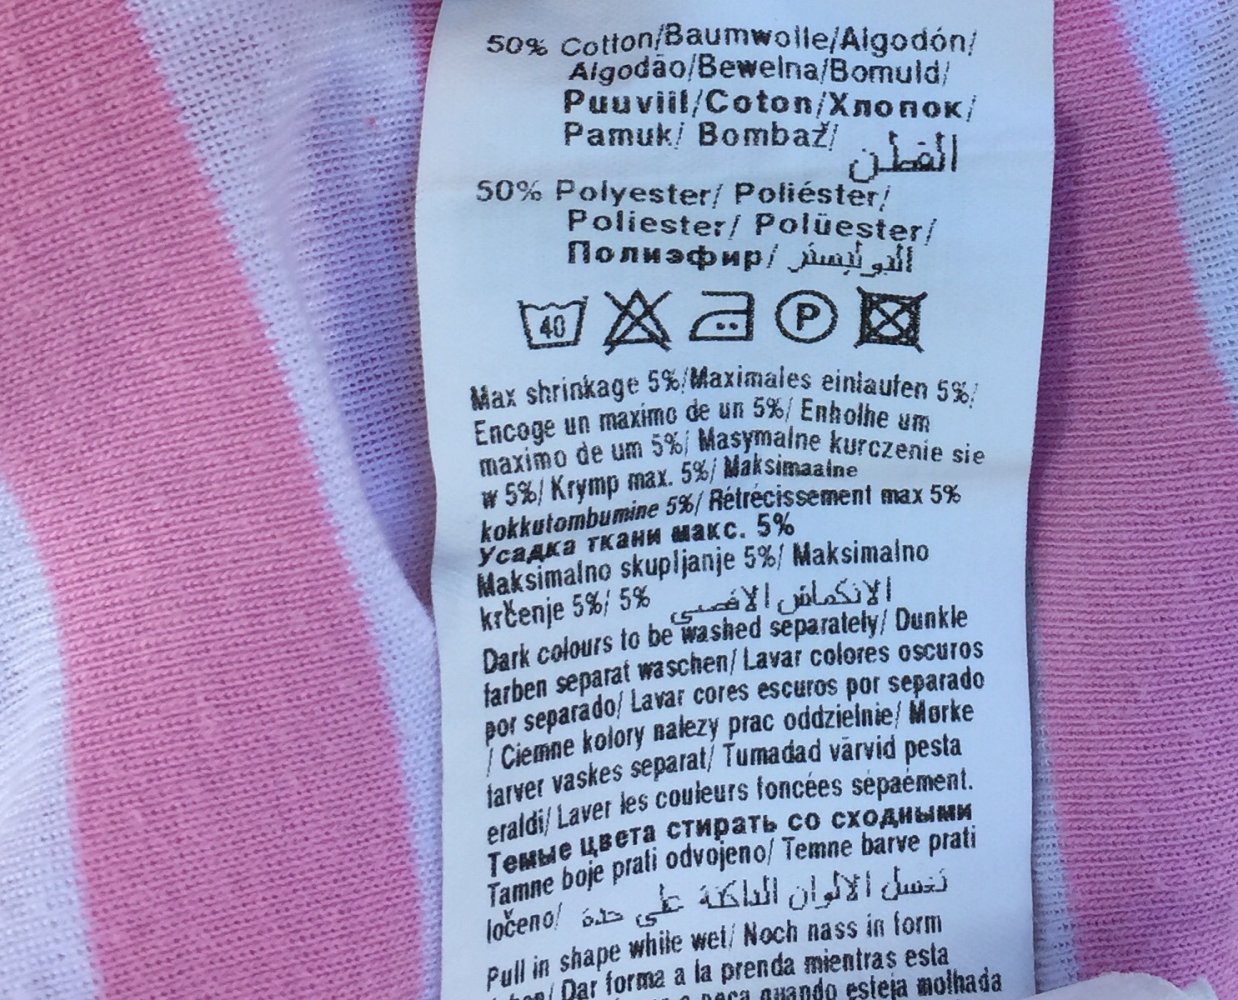 50% Cotton/Baumwolle/Algodón/
Algodão/Bewelna/Bomuld/
Puuviil/Coton/Хлопок/
Pamuk/ Bombaž/ القطن
50% Polyester/ Poliéster/
Poliester/ Polüester/
Полиэфир/ البوليستر
40 P
Max shrinkage 5%/Maximales einlaufen 5%/
Encoge un maximo de un 5%/ Enholhe um
maximo de um 5%/ Masymalne kurczenie sie
w 5%/ Krymp max. 5%/ Maksimaalne
kokkutombumine 5%/ Rétrécissement max 5%
Усадка ткани макс. 5%
Maksimalno skupljanje 5%/ Maksimalno
krčenje 5%/ 5% الانكماش الاقصى
Dark colours to be washed separately/ Dunkle
farben separat waschen/ Lavar colores oscuros
por separado/ Lavar cores escuros por separado
/ Ciemne kolory nalezy prac oddzielnie/ Mørke
farver vaskes separat/ Tumadad värvid pesta
eraldi/ Laver les couleurs foncées sépaément.
Темные цвета стирать со сходными
Tamne boje prati odvojeno/ Temne barve prati
ločeno/ تغسل الالوان الداكنة على حدة
Pull in shape while wet/ Noch nass in form
Dar forma a la prenda mientras esta
peça quando esteja molhada